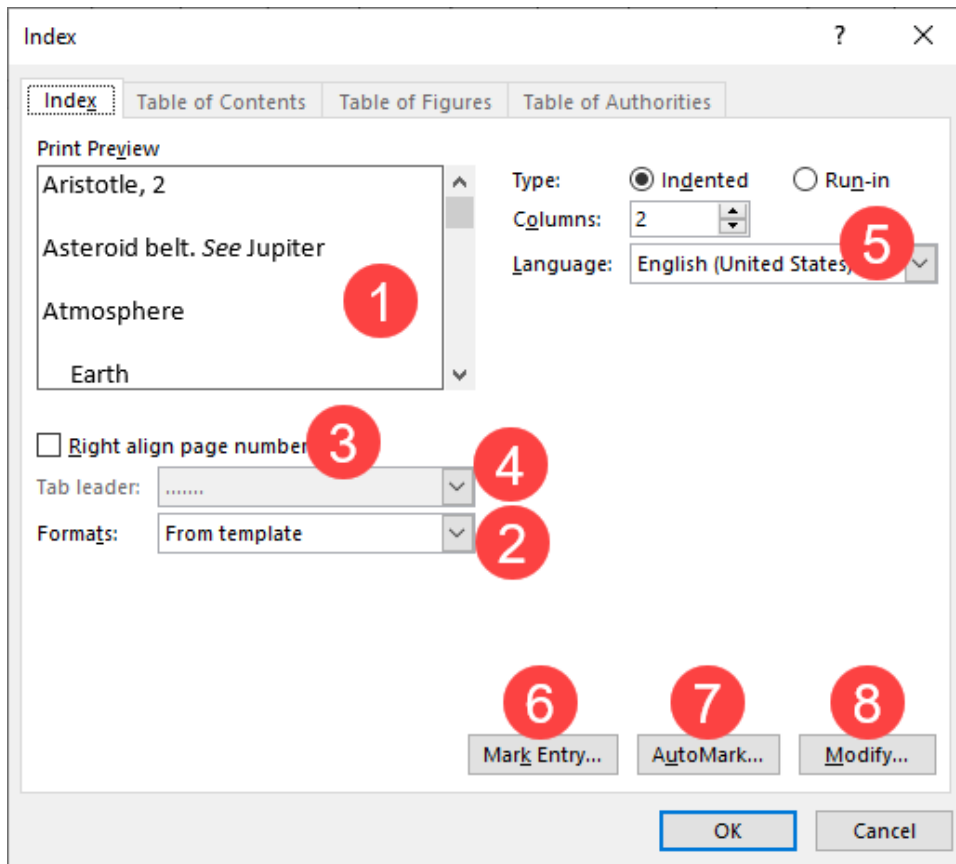 Index ?
Index Table of Contents Table of Figures Table of Authorities
Print Preview
Aristotle, 2
Asteroid belt. See Jupiter
Atmosphere
Earth
1
Type: Indented Run-in
Columns: 2
Language: English (United States)
5
Right align page number
3
Tab leader: .......
4
Formats: From template
2
6
7
8
Mark Entry... AutoMark... Modify...
OK Cancel